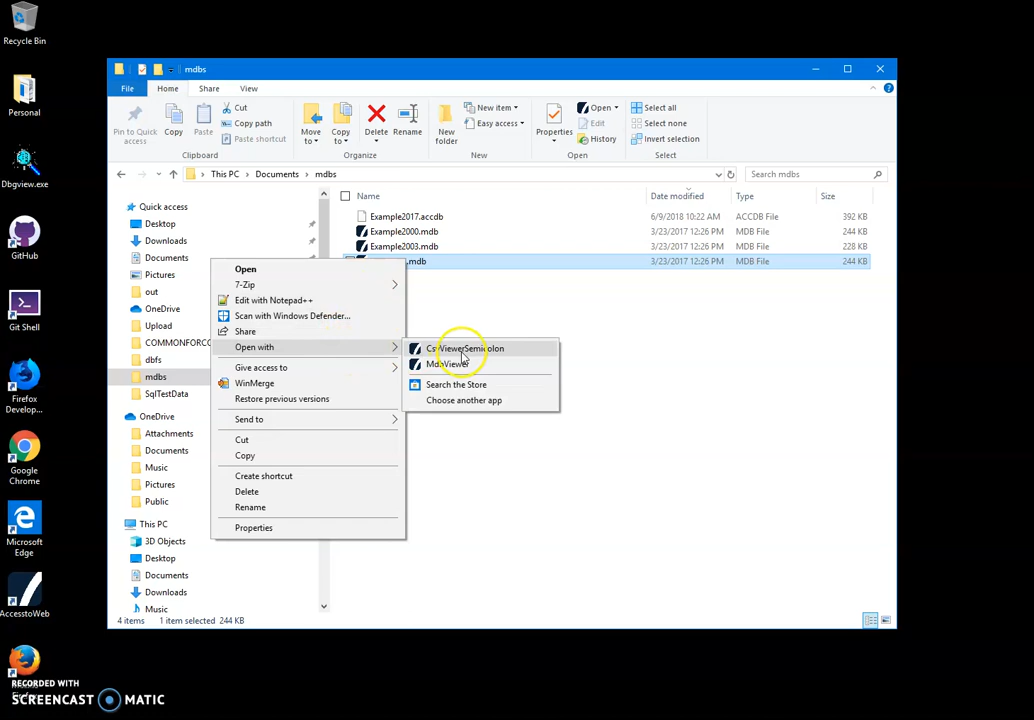 Recycle Bin
Personal
Dbgview.exe
GitHub
Git Shell
Firefox
Develop...
Google
Chrome
Microsoft
Edge
AccesstoWeb
RECORDED WITH
SCREENCAST MATIC
mdbs
File Home Share View
Pin to Quick
access
Copy
Paste
Cut
Copy path
Paste shortcut
Clipboard
Move
to
Copy
to
Delete
Rename
Organize
New
folder
New item
Easy access
New
Properties
Open
Edit
History
Open
Select all
Select none
Invert selection
Select
This PC Documents mdbs
Search mdbs
Name Date modified Type Size
Example2017.accdb 6/9/2018 10:22 AM ACCDB File 392 KB
Example2000.mdb 3/23/2017 12:26 PM MDB File 244 KB
Example2003.mdb 3/23/2017 12:26 PM MDB File 228 KB
.mdb 3/23/2017 12:26 PM MDB File 244 KB
Quick access
Desktop
Downloads
Documents
Pictures
out
OneDrive
Upload
COMMONFORCO
dbfs
mdbs
SqlTestData
OneDrive
Attachments
Documents
Music
Pictures
Public
This PC
3D Objects
Desktop
Documents
Downloads
Music
Open
7-Zip
Edit with Notepad++
Scan with Windows Defender...
Share
Open with
Give access to
WinMerge
Restore previous versions
Send to
Cut
Copy
Create shortcut
Delete
Rename
Properties
CsvViewerSemicolon
MdbViewer
Search the Store
Choose another app
4 items 1 item selected 244 KB